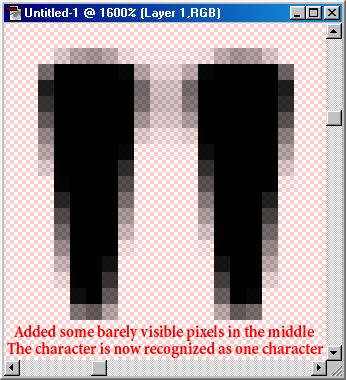 Untitled-1 @ 1600% (Layer 1,RGB)
Added some barely visible pixels in the middle
The character is now recognized as one character